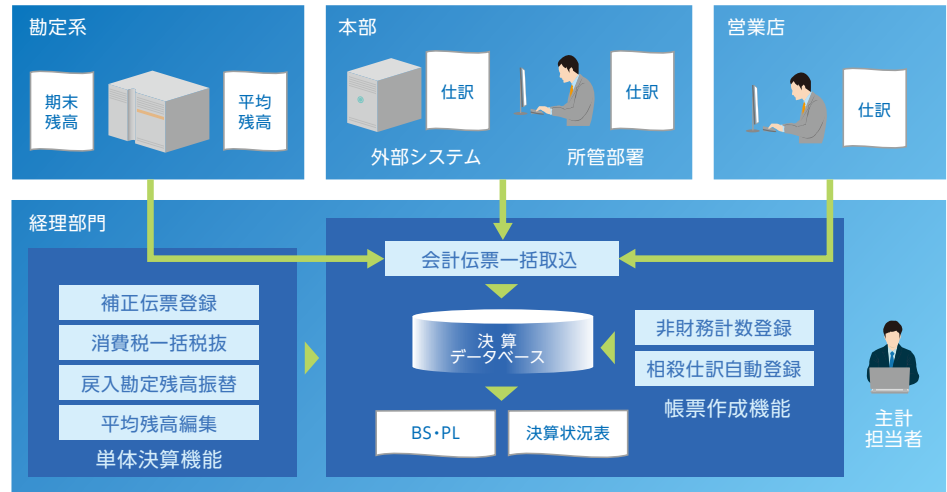 勘定系
期末
残高
平均
残高
本部
仕訳
外部システム
仕訳
所管部署
営業店
仕訳
経理部門
会計伝票一括取込
補正伝票登録
消費税一括税抜
戻入勘定残高振替
平均残高編集
単体決算機能
決算
データベース
非財務計数登録
相殺仕訳自動登録
帳票作成機能
BS・PL
決算状況表
主計
担当者